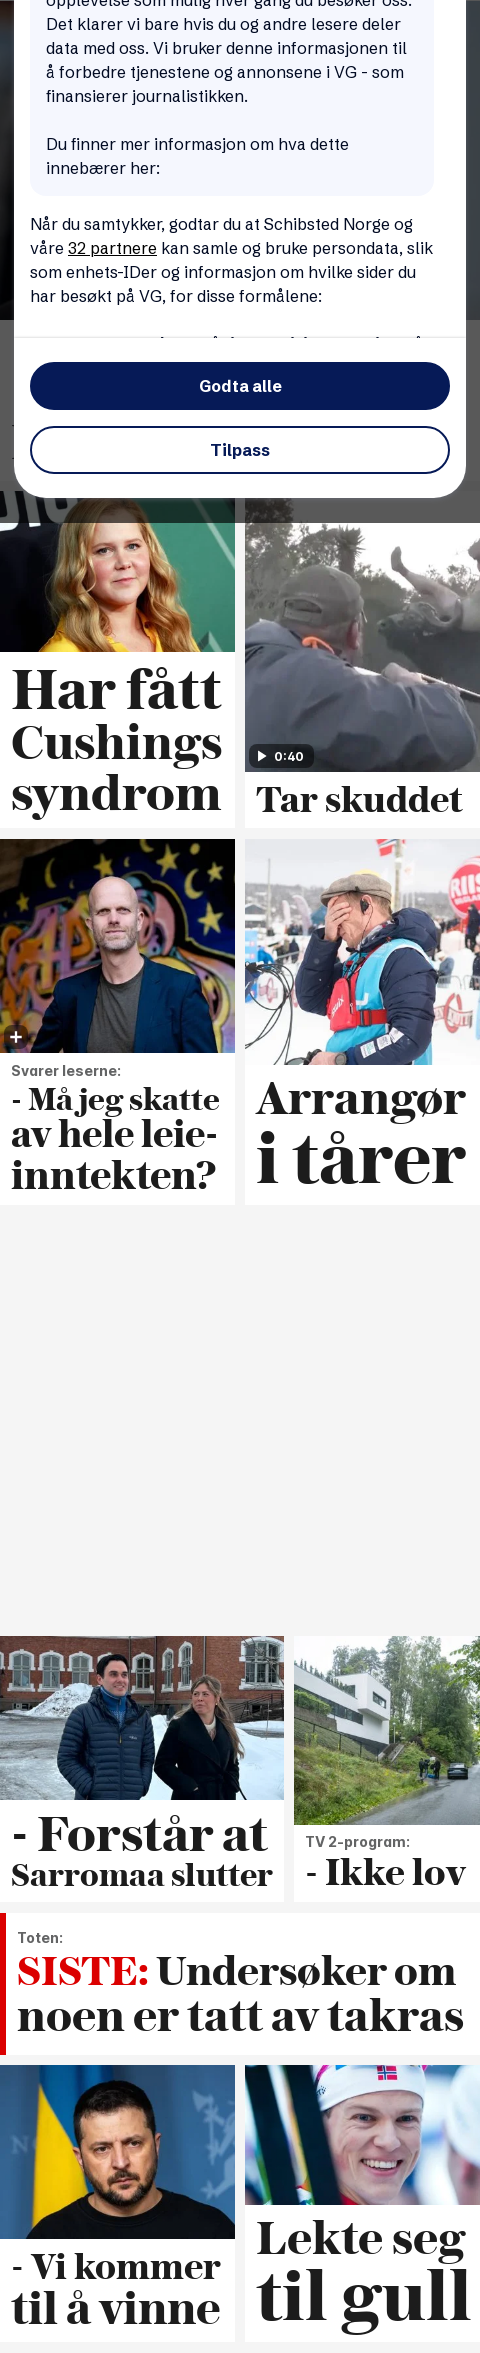 opplevelse som mulig hver gang du besøker oss.
Det klarer vi bare hvis du og andre lesere deler
data med oss. Vi bruker denne informasjonen til
å forbedre tjenestene og annonsene i VG - som
finansierer journalistikken.
Du finner mer informasjon om hva dette
innebærer her:
Når du samtykker, godtar du at Schibsted Norge og
våre 32 partnere kan samle og bruke persondata, slik
som enhets-IDer og informasjon om hvilke sider du
har besøkt på VG, for disse formålene:
Godta alle
Tilpass
Har fått
Cushings
syndrom
0:40
Tar skuddet
Svarer leserne:
- Må jeg skatte
av hele leie-
inntekten?
RIIS
Swix
Arrangør
i tårer
- Forstår at
Sarromaa slutter
TV 2-program:
- Ikke lov
Toten:
SISTE: Undersøker om
noen er tatt av takras
- Vi kommer
til å vinne
Lekte seg
til gull